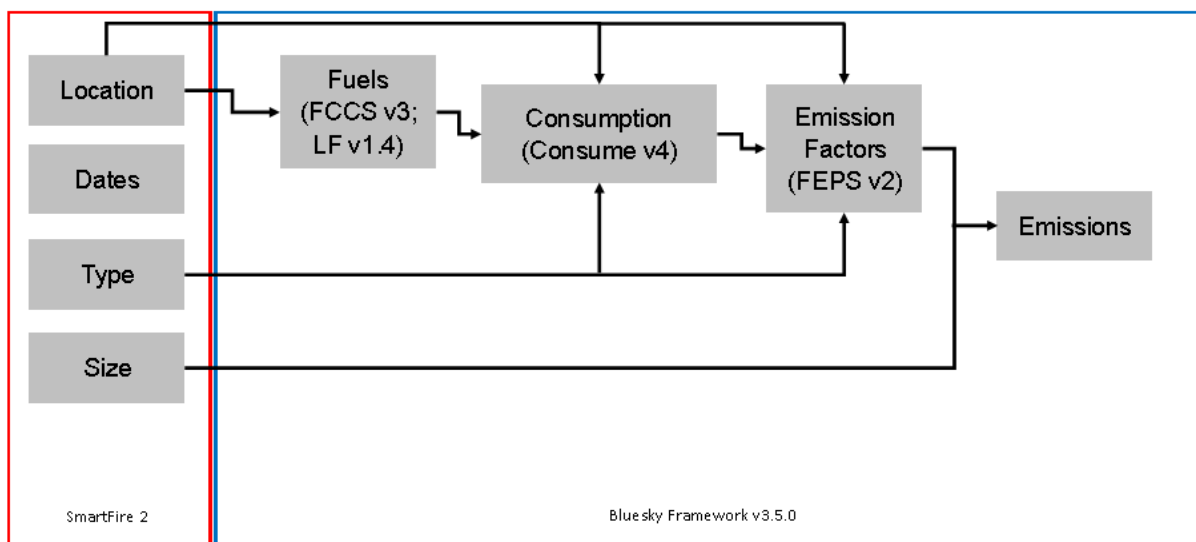 Location
Dates
Type
Size
SmartFire 2
Fuels
(FCCS v3;
LF v1.4)
Consumption
(Consume v4)
Emission
Factors
(FEPS v2)
Emissions
Bluesky Framework v3.5.0